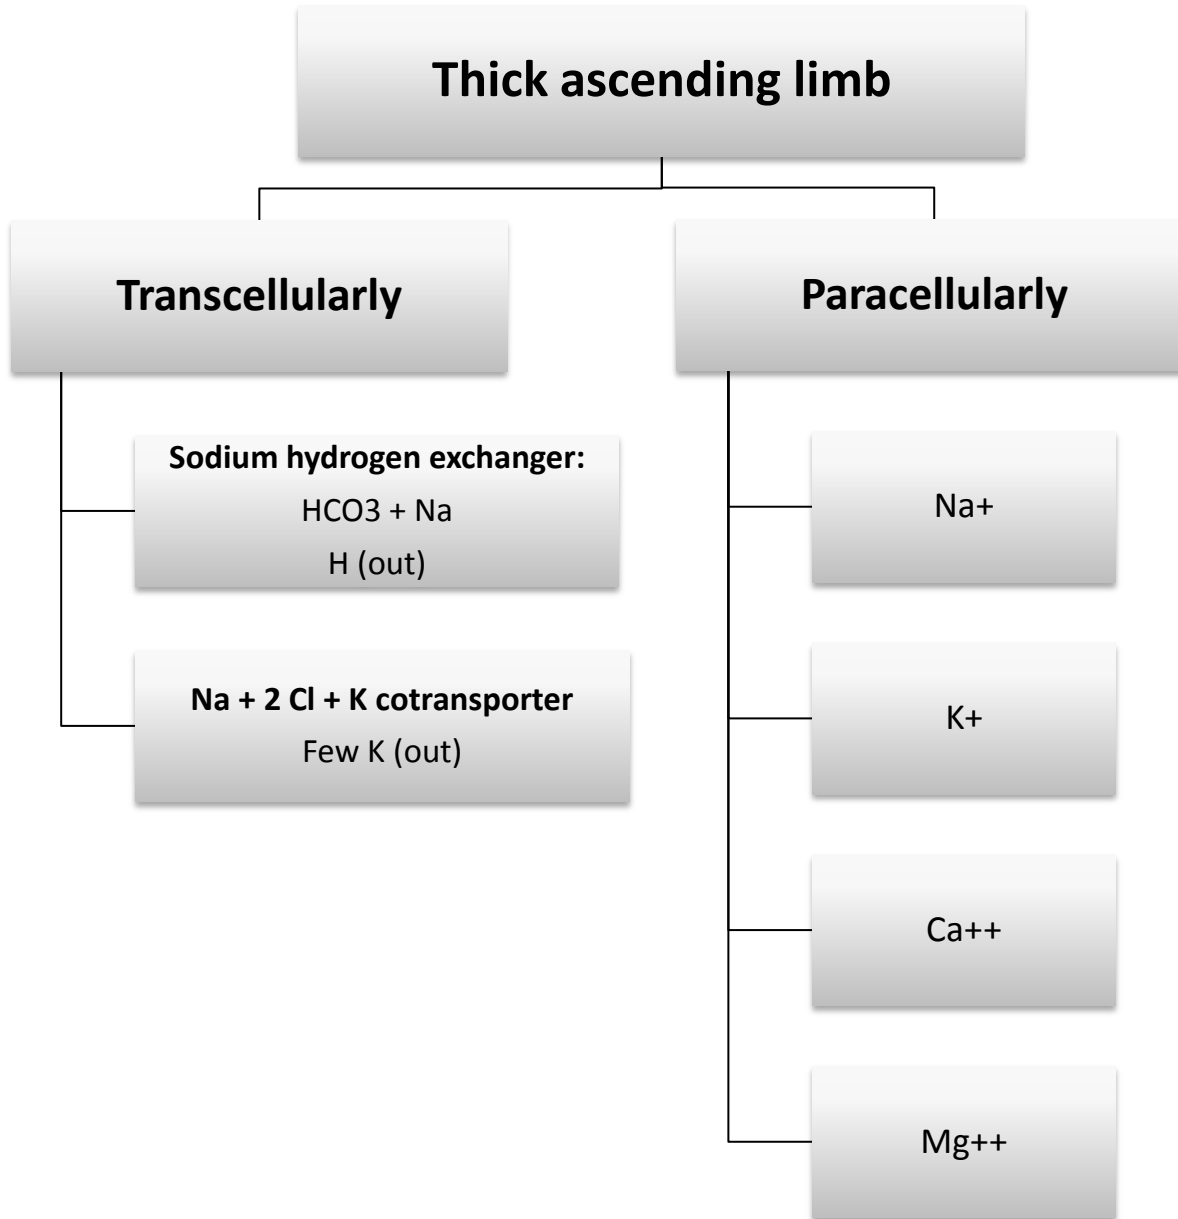 Thick ascending limb
Transcellularly
Sodium hydrogen exchanger:
HCO3 + Na
H (out)
Na + 2 Cl + K cotransporter
Few K (out)
Paracellularly
Na+
K+
Ca++
Mg++